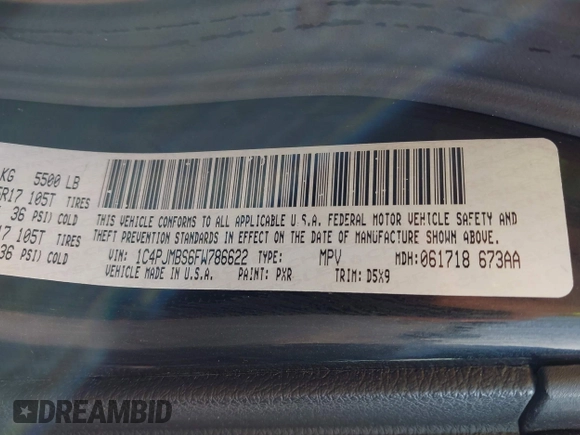 KG 5500 LB
R17 105T TIRES
36 PSI) COLD
17 105T TIRES
36 PSI) COLD
THIS VEHICLE CONFORMS TO ALL APPLICABLE U.S.A. FEDERAL MOTOR VEHICLE SAFETY AND
THEFT PREVENTION STANDARDS IN EFFECT ON THE DATE OF MANUFACTURE SHOWN ABOVE.
VIN: 1C4PJMBS6FW786622 TYPE: MPV MDH:061718 673AA
VEHICLE MADE IN U.S.A. PAINT: PXR TRIM: D5X9
DREAMBID